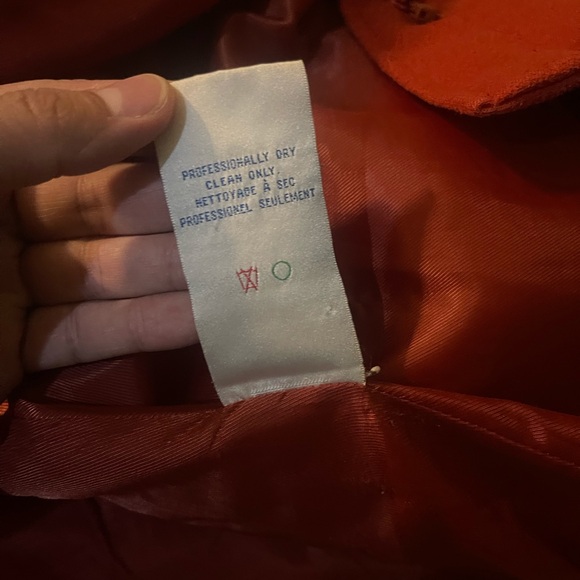 PROFESSIONALLY DRY
CLEAN ONLY
NETTOYAGE À SEC
PROFESSIONEL SEULEMENT